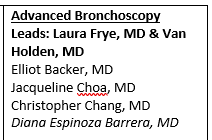 Advanced Bronchoscopy
Leads: Laura Frye, MD & Van
Holden, MD
Elliot Backer, MD
Jacqueline Choa, MD
Christopher Chang, MD
Diana Espinoza Barrera, MD